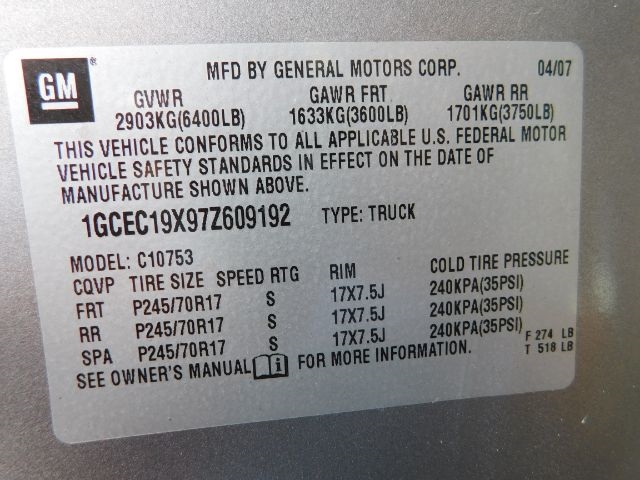 GM
MFD BY GENERAL MOTORS CORP. 04/07
GVWR GAWR FRT GAWR RR
2903KG(6400LB) 1633KG(3600LB) 1701KG(3750LB)
THIS VEHICLE CONFORMS TO ALL APPLICABLE U.S. FEDERAL MOTOR
VEHICLE SAFETY STANDARDS IN EFFECT ON THE DATE OF
MANUFACTURE SHOWN ABOVE.
1GCEC19X97Z609192 TYPE: TRUCK
MODEL: C10753
CQVP TIRE SIZE SPEED RTG RIM COLD TIRE PRESSURE
FRT P245/70R17 S 17X7.5J 240KPA(35PSI)
RR P245/70R17 S 17X7.5J 240KPA(35PSI)
SPA P245/70R17 S 17X7.5J 240KPA(35PSI) F 274 LB
SEE OWNER'S MANUAL i FOR MORE INFORMATION. T 518 LB